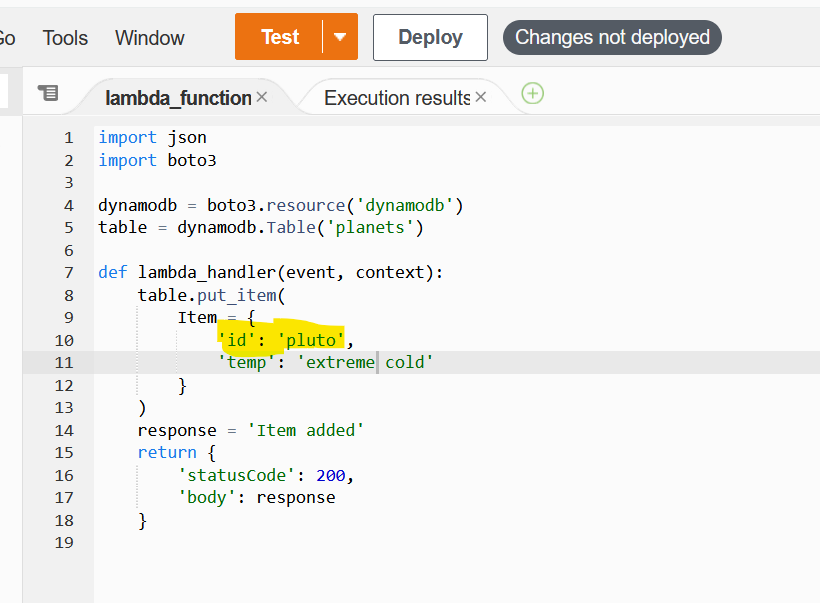 Go Tools Window Test Deploy Changes not deployed
lambda_function × Execution results ×
1 import json
2 import boto3
3
4 dynamodb = boto3.resource('dynamodb')
5 table = dynamodb.Table('planets')
6
7 def lambda_handler(event, context):
8     table.put_item(
9         Item = {
10             'id': 'pluto',
11             'temp': 'extreme cold'
12         }
13     )
14     response = 'Item added'
15     return {
16         'statusCode': 200,
17         'body': response
18     }
19